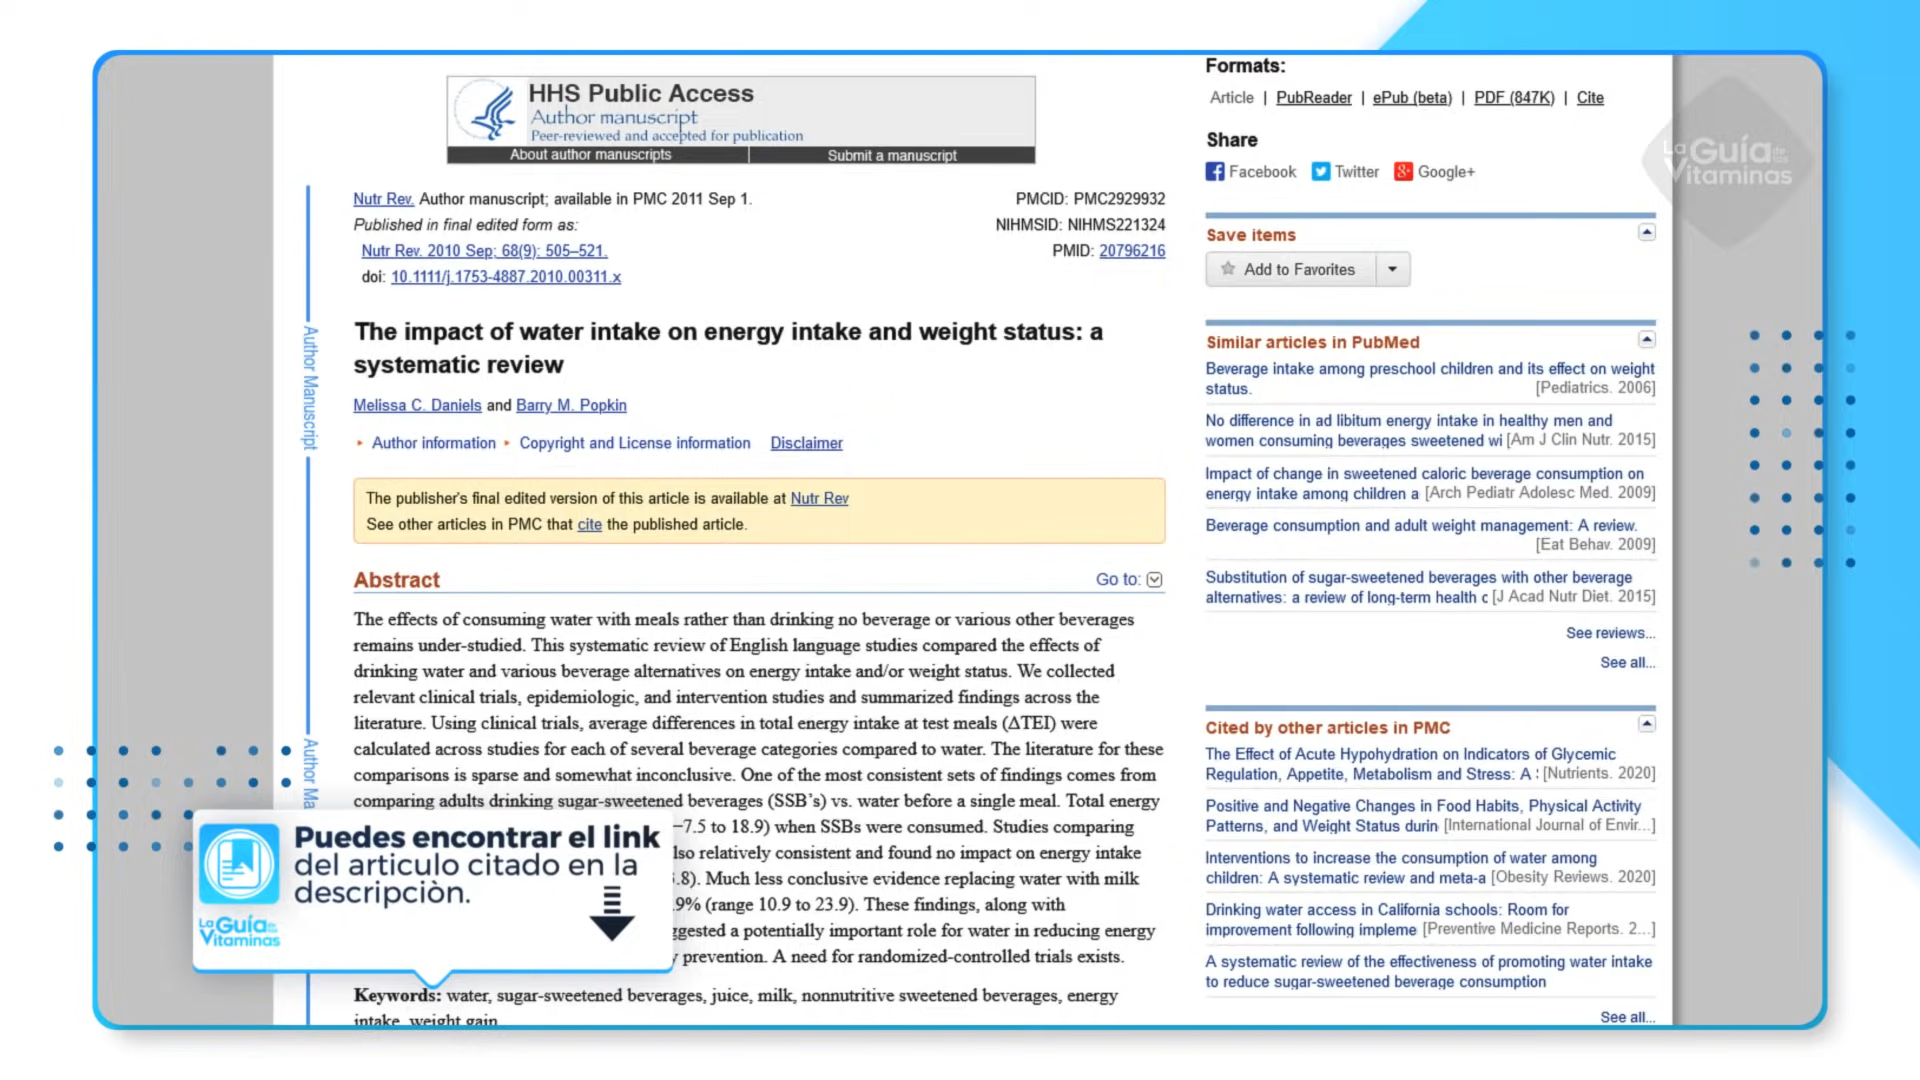 HHS Public Access
Author manuscript
Peer-reviewed and accepted for publication
About author manuscripts
Submit a manuscript
Nutr Rev. Author manuscript; available in PMC 2011 Sep 1.
Published in final edited form as:
Nutr Rev. 2010 Sep; 68(9): 505–521.
doi: 10.1111/j.1753-4887.2010.00311.x
PMCID: PMC2929932
NIHMSID: NIHMS221324
PMID: 20796216
The impact of water intake on energy intake and weight status: a
systematic review
Melissa C. Daniels and Barry M. Popkin
Author information
Copyright and License information
Disclaimer
The publisher's final edited version of this article is available at Nutr Rev
See other articles in PMC that cite the published article.
Abstract
Go to:
The effects of consuming water with meals rather than drinking no beverage or various other beverages
remains under-studied. This systematic review of English language studies compared the effects of
drinking water and various beverage alternatives on energy intake and/or weight status. We collected
relevant clinical trials, epidemiologic, and intervention studies and summarized findings across the
literature. Using clinical trials, average differences in total energy intake at test meals (ΔTEI) were
calculated across studies for each of several beverage categories compared to water. The literature for these
comparisons is sparse and somewhat inconclusive. One of the most consistent sets of findings comes from
comparing adults drinking sugar-sweetened beverages (SSB's) vs. water before a single meal. Total energy
−7.5 to 18.9) when SSBs were consumed. Studies comparing
lso relatively consistent and found no impact on energy intake
.8). Much less conclusive evidence replacing water with milk
.9% (range 10.9 to 23.9). These findings, along with
ggested a potentially important role for water in reducing energy
prevention. A need for randomized-controlled trials exists.
Keywords: water, sugar-sweetened beverages, juice, milk, nonnutritive sweetened beverages, energy
intake, weight gain
Author Manuscript
Author Ma
Puedes encontrar el link
del articulo citado en la
descripciòn.
La Guía de las
Vitaminas
Formats:
Article | PubReader | ePub (beta) | PDF (847K) | Cite
Share
Facebook Twitter Google+
Save items
Add to Favorites
Similar articles in PubMed
Beverage intake among preschool children and its effect on weight
status. [Pediatrics. 2006]
No difference in ad libitum energy intake in healthy men and
women consuming beverages sweetened wi [Am J Clin Nutr. 2015]
Impact of change in sweetened caloric beverage consumption on
energy intake among children a [Arch Pediatr Adolesc Med. 2009]
Beverage consumption and adult weight management: A review.
[Eat Behav. 2009]
Substitution of sugar-sweetened beverages with other beverage
alternatives: a review of long-term health c [J Acad Nutr Diet. 2015]
See reviews...
See all...
Cited by other articles in PMC
The Effect of Acute Hypohydration on Indicators of Glycemic
Regulation, Appetite, Metabolism and Stress: A : [Nutrients. 2020]
Positive and Negative Changes in Food Habits, Physical Activity
Patterns, and Weight Status durin [International Journal of Envir...]
Interventions to increase the consumption of water among
children: A systematic review and meta-a [Obesity Reviews. 2020]
Drinking water access in California schools: Room for
improvement following impleme [Preventive Medicine Reports. 2...]
A systematic review of the effectiveness of promoting water intake
to reduce sugar-sweetened beverage consumption
See all...
La Guía de las
Vitaminas